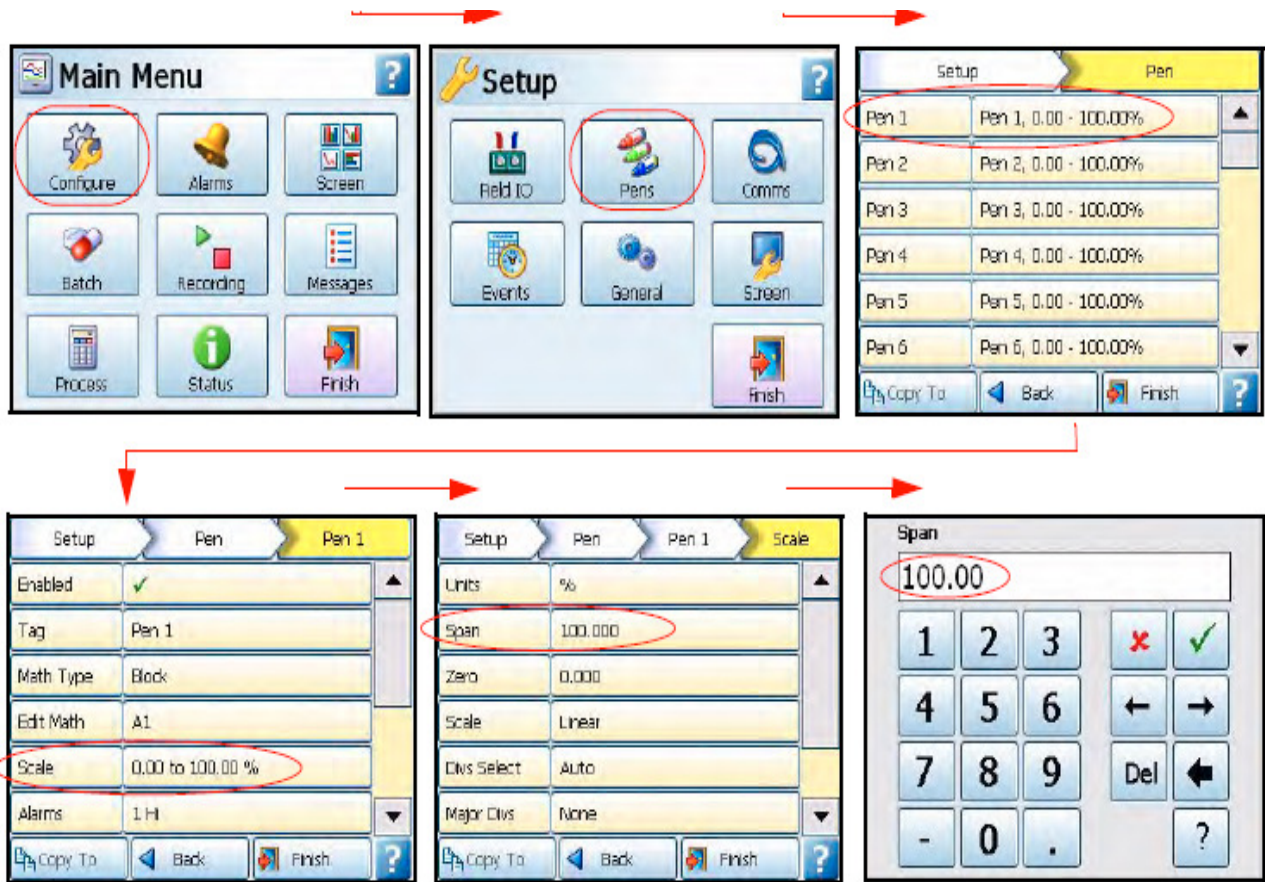 Main Menu
?
Configure
Alarms
Screen
Batch
Recording
Messages
Process
Status
Finish
Setup
?
Field IO
Pens
Comms
Events
General
Screen
Finish
Setup Pen
Pen 1 Pen 1, 0.00 - 100.00%
Pen 2 Pen 2, 0.00 - 100.00%
Pen 3 Pen 3, 0.00 - 100.00%
Pen 4 Pen 4, 0.00 - 100.00%
Pen 5 Pen 5, 0.00 - 100.00%
Pen 6 Pen 6, 0.00 - 100.00%
Copy To Back Finish ?
Setup Pen Pen 1
Enabled ✓
Tag Pen 1
Math Type Block
Edit Math A1
Scale 0.00 to 100.00 %
Alarms 1 Hi
Copy To Back Finish ?
Setup Pen Pen 1 Scale
Units %
Span 100.000
Zero 0.000
Scale Linear
Divs Select Auto
Major Divs None
Copy To Back Finish ?
Span
100.00
1 2 3
4 5 6
7 8 9 Del
- 0 . ?